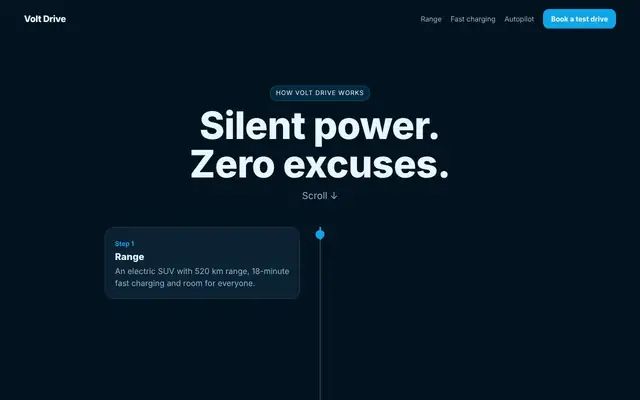 Volt Drive
Range
Fast charging
Autopilot
Book a test drive
HOW VOLT DRIVE WORKS
Silent power.
Zero excuses.
Scroll ↓
Step 1
Range
An electric SUV with 520 km range, 18-minute
fast charging and room for everyone.